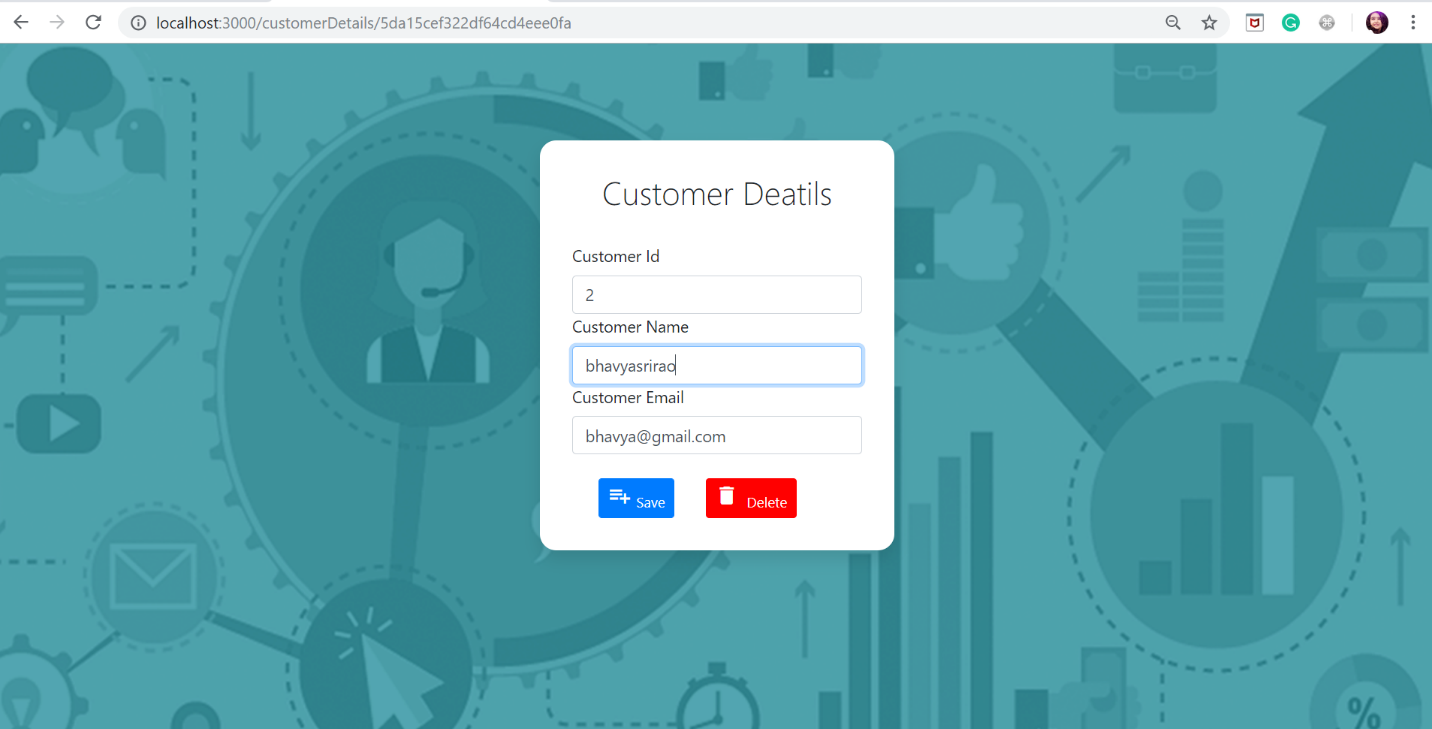 localhost:3000/customerDetails/5da15cef322df64cd4eee0fa
Customer Deatils
Customer Id
2
Customer Name
bhavyasrirao
Customer Email
bhavya@gmail.com
Save Delete
%